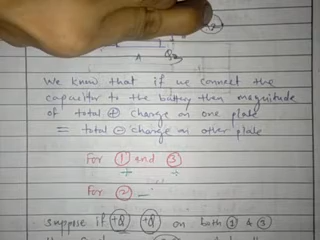 A
We know that if we connect the
capacitor to the battery then magnitude
of total ⊕ charge on one plate
= total ⊖ charge on other plate
For ① and ③
+ +
For ② −
Suppose if +Q +Q on both ① & ③